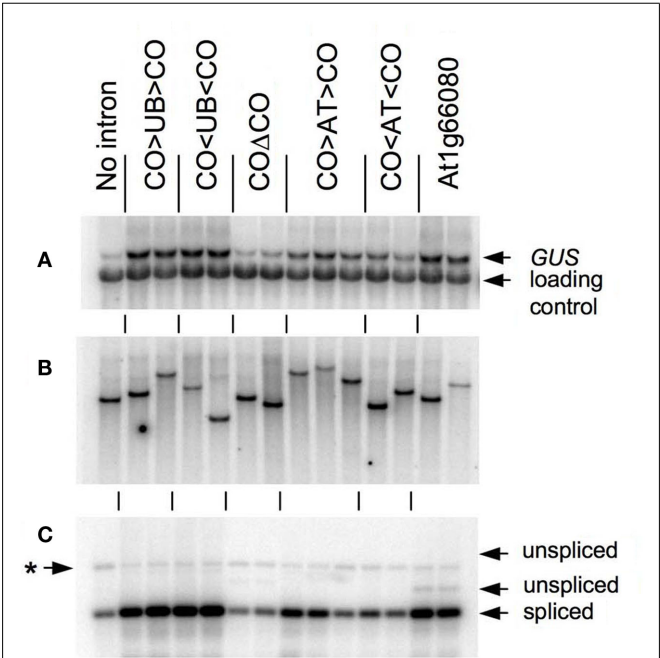 No intron
CO>UB>CO
CO<UB<CO
COΔCO
CO>AT>CO
CO<AT<CO
At1g66080
A
GUS
loading
control
B
C
unspliced
*
unspliced
spliced